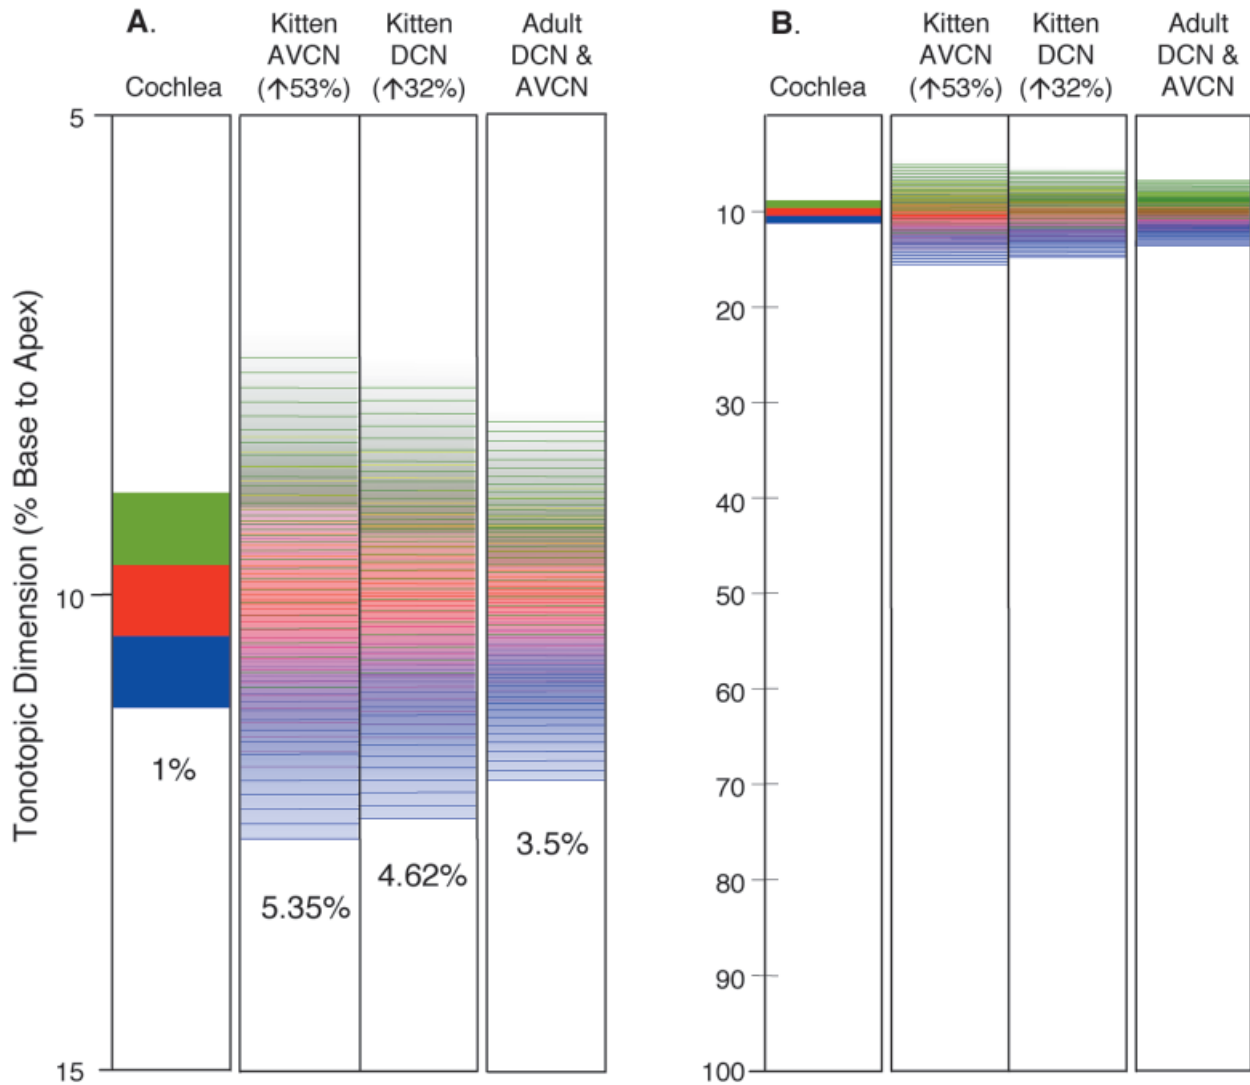 A.
Cochlea
Kitten
AVCN
(↑53%)
Kitten
DCN
(↑32%)
Adult
DCN &
AVCN
Tonotopic Dimension (% Base to Apex)
5
10
15
1%
5.35%
4.62%
3.5%
B.
Cochlea
Kitten
AVCN
(↑53%)
Kitten
DCN
(↑32%)
Adult
DCN &
AVCN
10
20
30
40
50
60
70
80
90
100